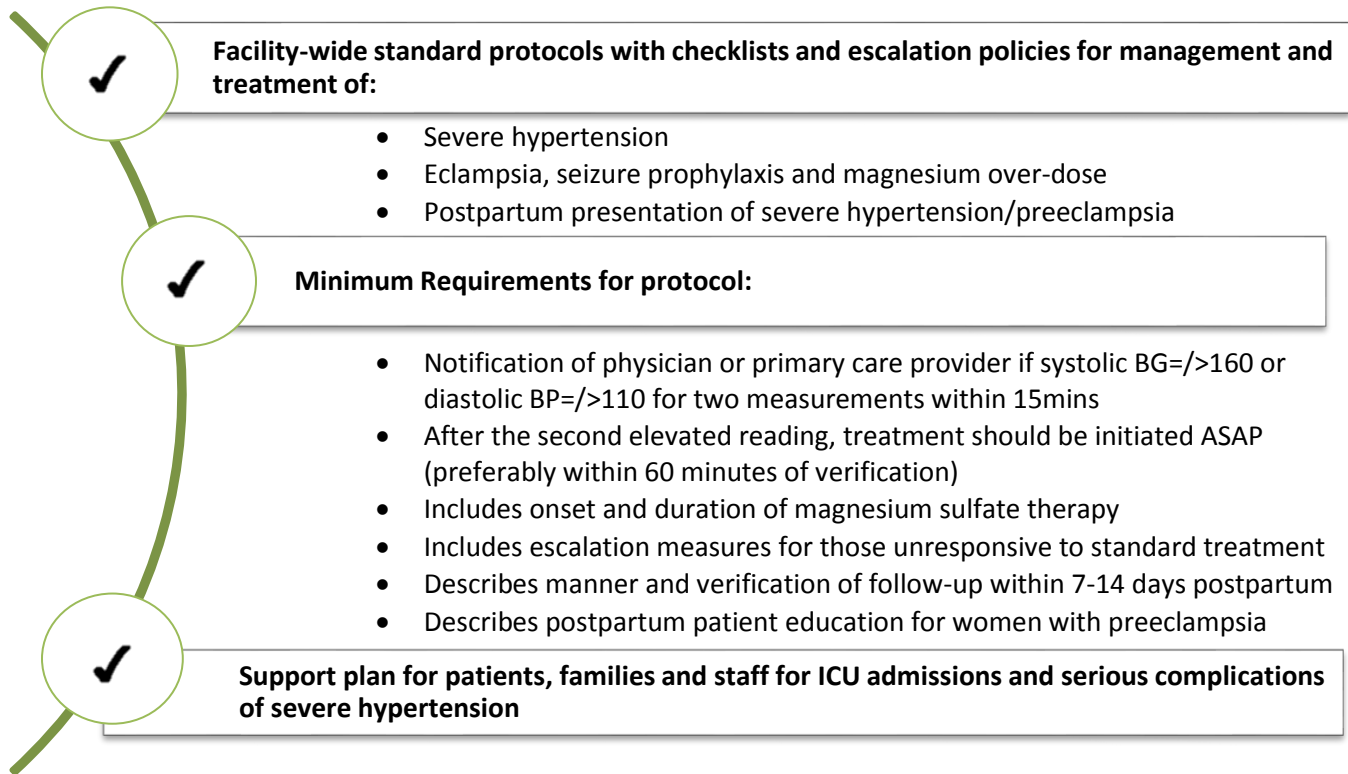 Facility-wide standard protocols with checklists and escalation policies for management and
treatment of:
• Severe hypertension
• Eclampsia, seizure prophylaxis and magnesium over-dose
• Postpartum presentation of severe hypertension/preeclampsia
Minimum Requirements for protocol:
• Notification of physician or primary care provider if systolic BG=/>160 or
diastolic BP=/>110 for two measurements within 15mins
• After the second elevated reading, treatment should be initiated ASAP
(preferably within 60 minutes of verification)
• Includes onset and duration of magnesium sulfate therapy
• Includes escalation measures for those unresponsive to standard treatment
• Describes manner and verification of follow-up within 7-14 days postpartum
• Describes postpartum patient education for women with preeclampsia
Support plan for patients, families and staff for ICU admissions and serious complications
of severe hypertension